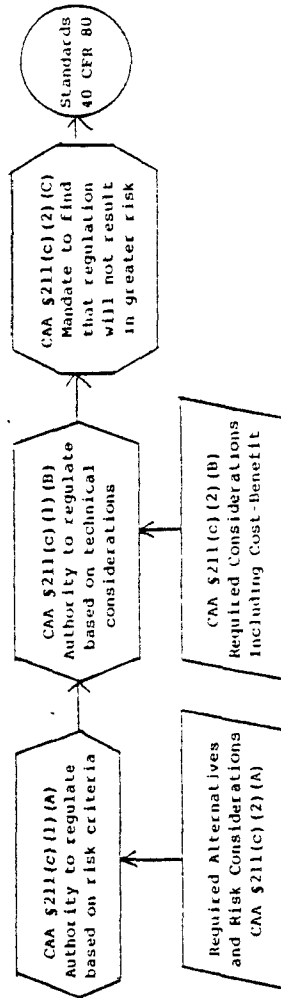 CAA §211(c)(1)(A)
Authority to regulate
based on risk criteria
CAA §211(c)(1)(B)
Authority to regulate
based on technical
considerations
CAA §211(c)(2)(C)
Mandate to find
that regulation
will not result
in greater risk
Standards
40 CFR 80
Required Alternatives
and Risk Considerations
CAA §211(c)(2)(A)
CAA §211(c)(2)(B)
Required Considerations
Including Cost-Benefit